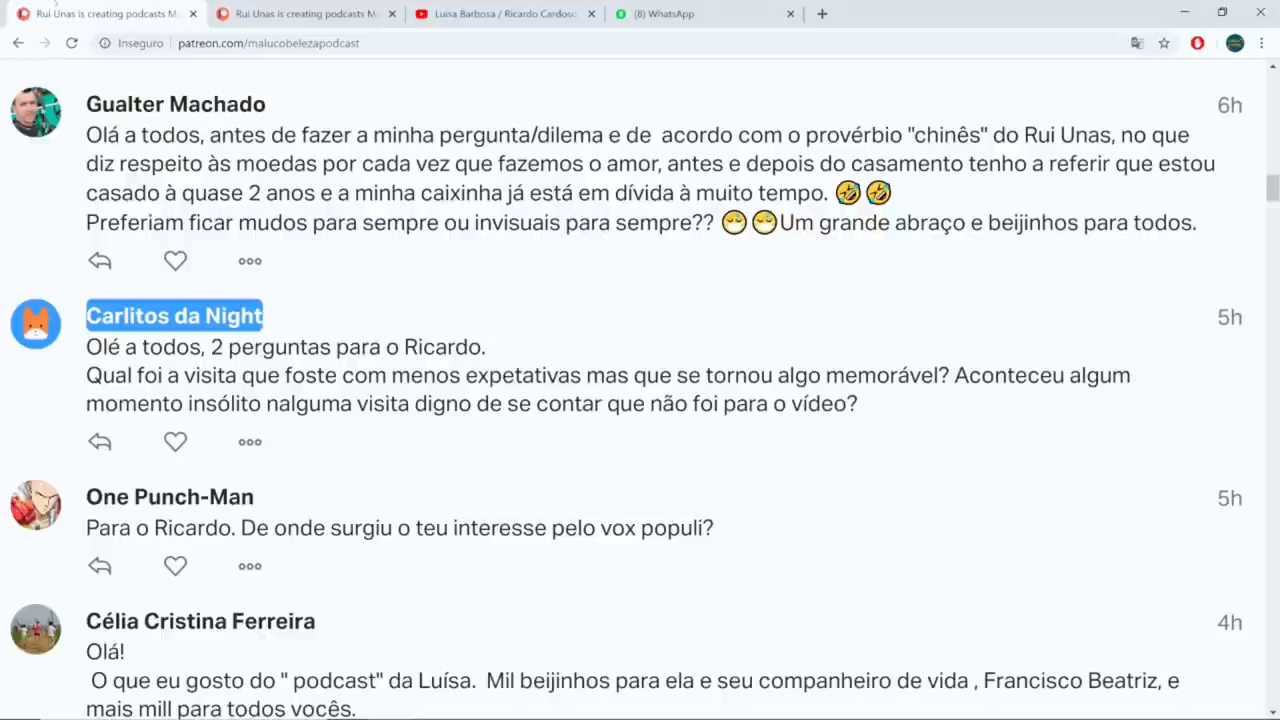 Rui Unas is creating podcasts M
Rui Unas is creating podcasts M
Luisa Barbosa / Ricardo Cardoso
(8) WhatsApp
Inseguro
patreon.com/malucobelezapodcast
Gualter Machado
6h
Olá a todos, antes de fazer a minha pergunta/dilema e de acordo com o provérbio "chinês" do Rui Unas, no que
diz respeito às moedas por cada vez que fazemos o amor, antes e depois do casamento tenho a referir que estou
casado à quase 2 anos e a minha caixinha já está em dívida à muito tempo. 🤣🤣
Preferiam ficar mudos para sempre ou invisuais para sempre?? 😷😷Um grande abraço e beijinhos para todos.
Carlitos da Night
5h
Olé a todos, 2 perguntas para o Ricardo.
Qual foi a visita que foste com menos expetativas mas que se tornou algo memorável? Aconteceu algum
momento insólito nalguma visita digno de se contar que não foi para o vídeo?
One Punch-Man
5h
Para o Ricardo. De onde surgiu o teu interesse pelo vox populi?
Célia Cristina Ferreira
4h
Olá!
O que eu gosto do " podcast" da Luísa. Mil beijinhos para ela e seu companheiro de vida , Francisco Beatriz, e
mais mill para todos vocês.